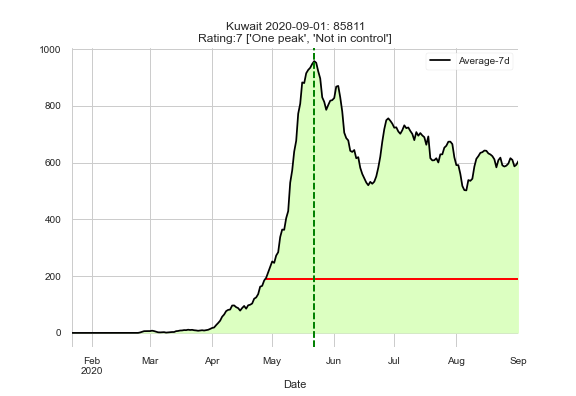 Kuwait 2020-09-01: 85811
Rating:7 ['One peak', 'Not in control']
1000
Average-7d
800
600
400
200
0
Feb Mar Apr May Jun Jul Aug Sep
2020
Date